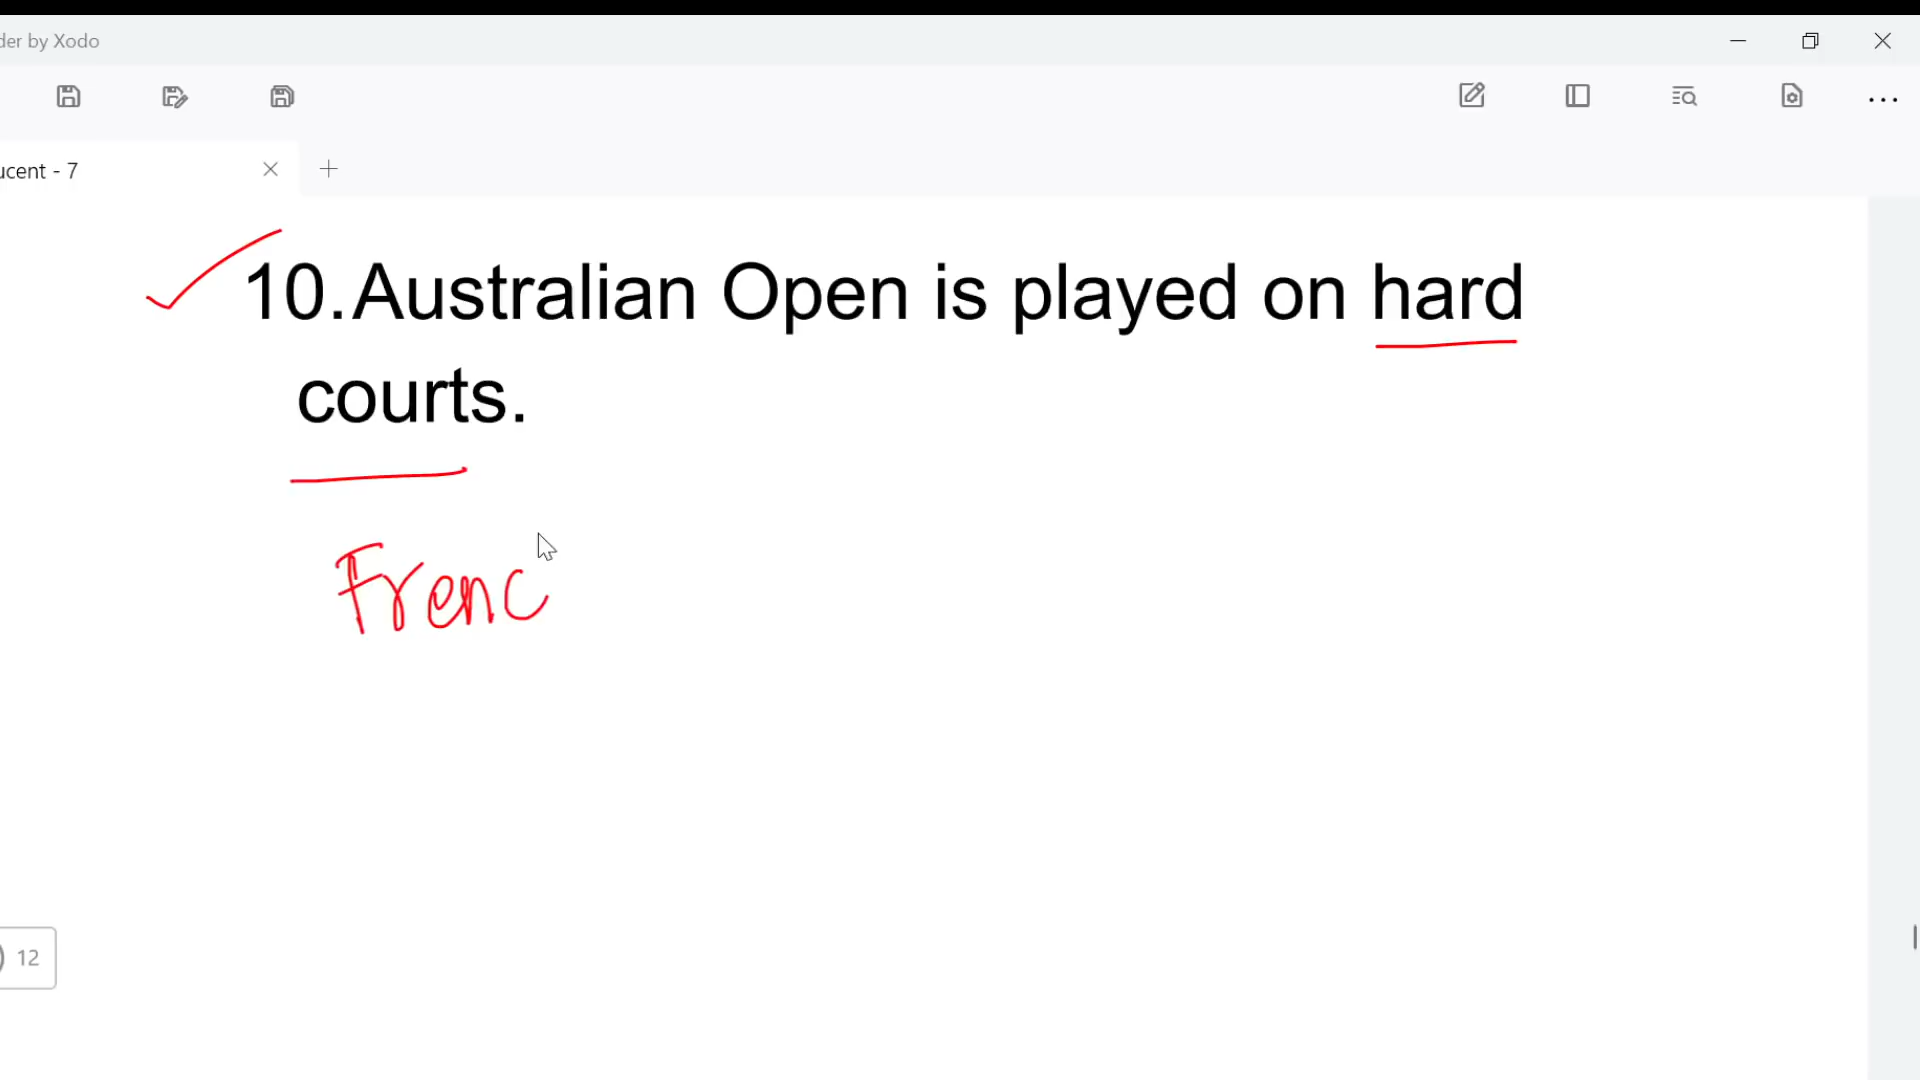 der by Xodo
ucent - 7
10.Australian Open is played on hard
courts.
Frenc
12